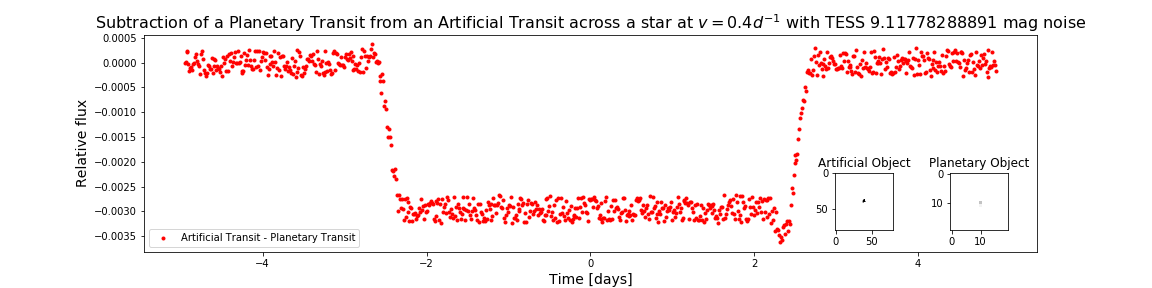 Subtraction of a Planetary Transit from an Artificial Transit across a star at v = 0.4d⁻¹ with TESS 9.11778288891 mag noise
Relative flux
0.0005
0.0000
−0.0005
−0.0010
−0.0015
−0.0020
−0.0025
−0.0030
−0.0035
Artificial Object
0
50
0 50
Planetary Object
0
10
0 10
Artificial Transit - Planetary Transit
−4 −2 0 2 4
Time [days]